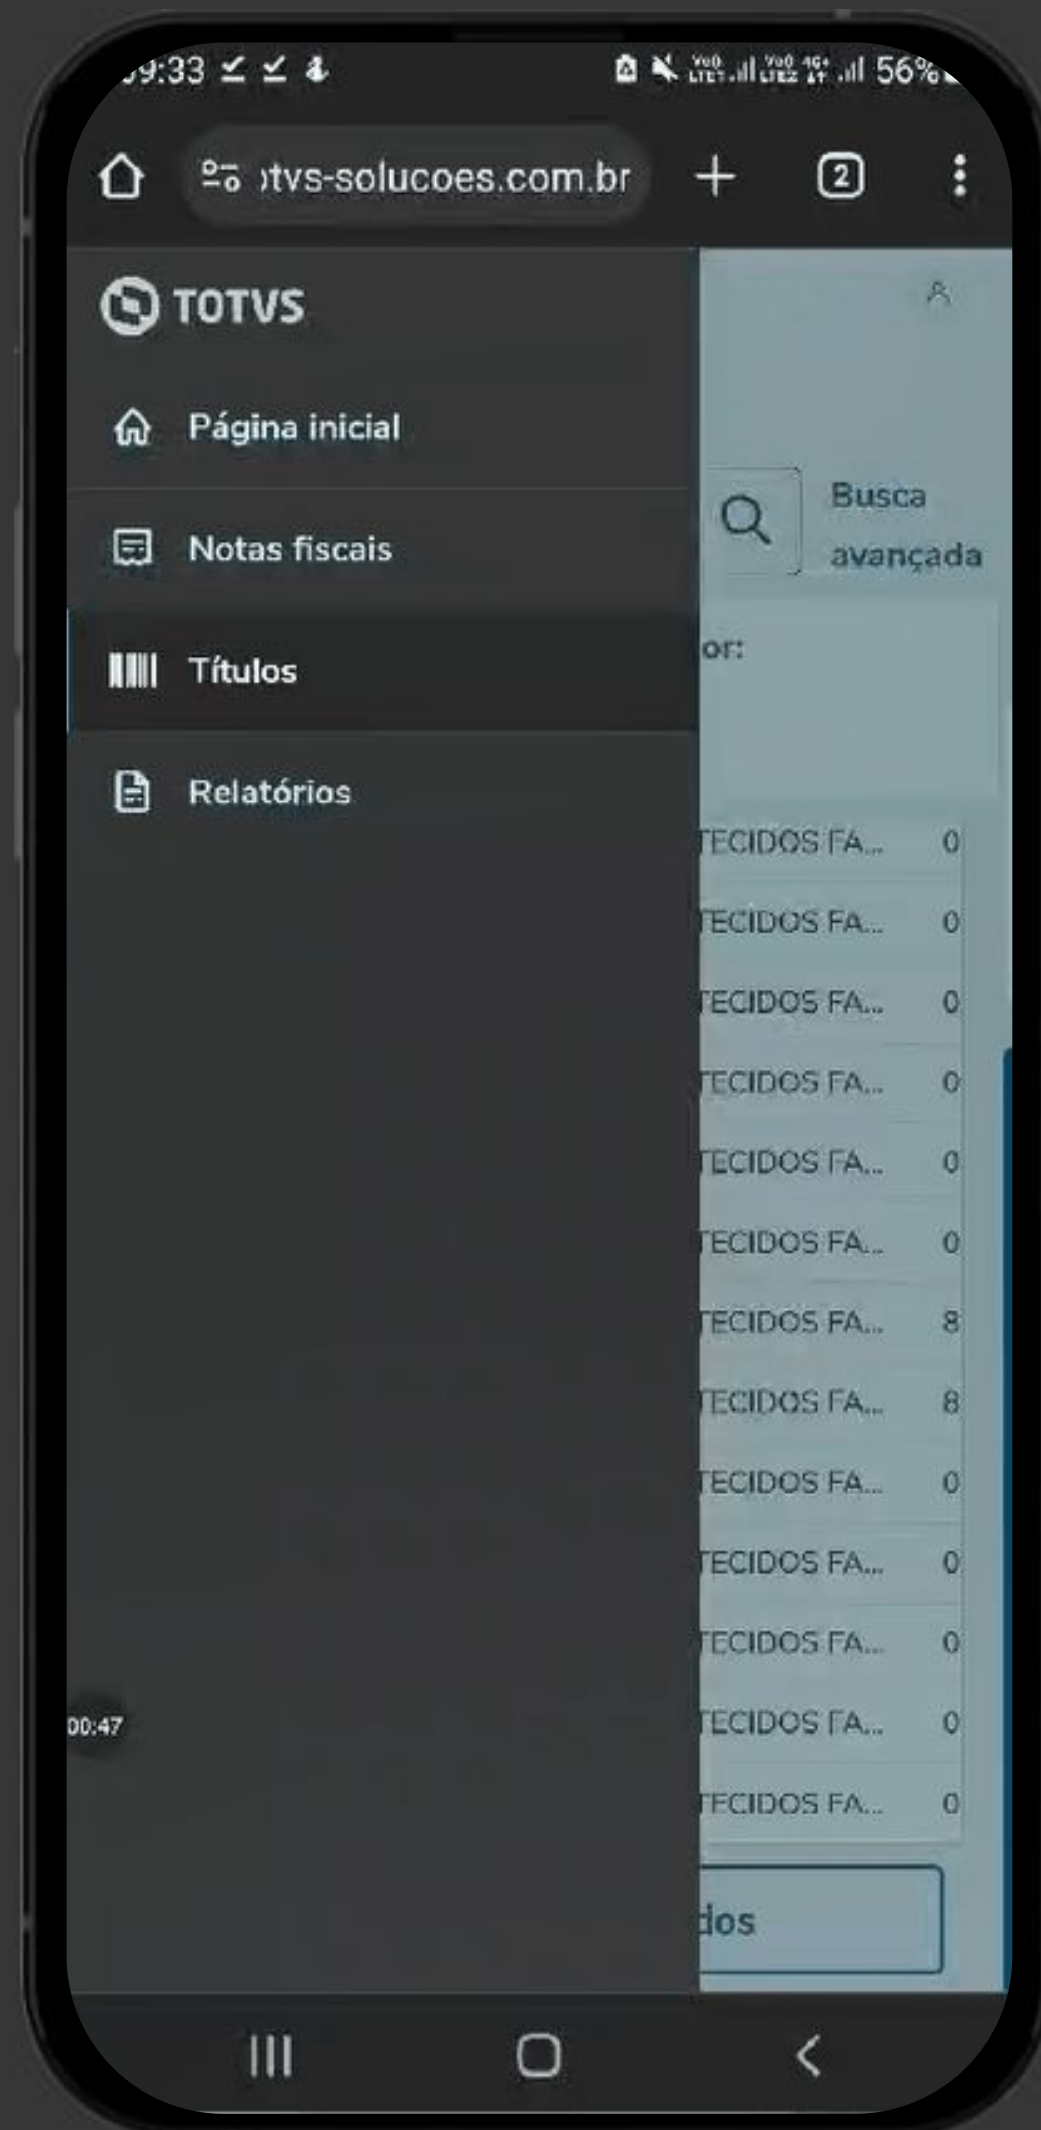 09:33
56%
otvs-solucoes.com.br
2
TOTVS
Página inicial
Notas fiscais
Títulos
Relatórios
Busca
avançada
or:
TECIDOS FA... 0
TECIDOS FA... 0
TECIDOS FA... 0
TECIDOS FA... 0
TECIDOS FA... 0
TECIDOS FA... 0
TECIDOS FA... 8
TECIDOS FA... 8
TECIDOS FA... 0
TECIDOS FA... 0
TECIDOS FA... 0
TECIDOS FA... 0
TECIDOS FA... 0
00:47
dos